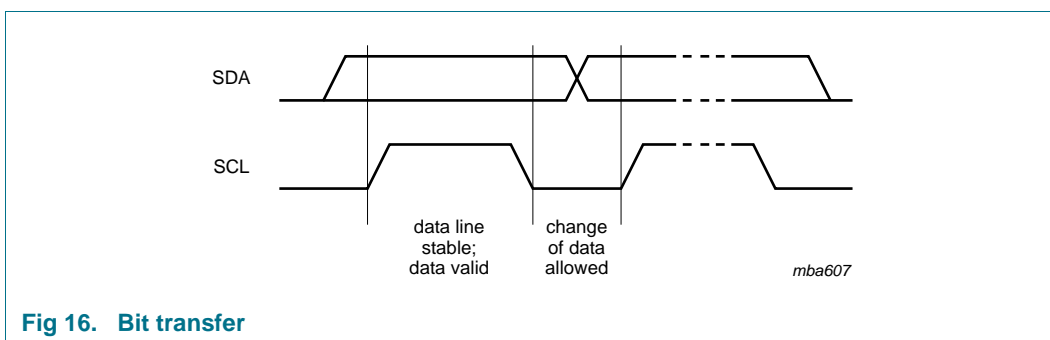 SDA
SCL
data line
stable;
data valid
change
of data
allowed
mba607
Fig 16. Bit transfer